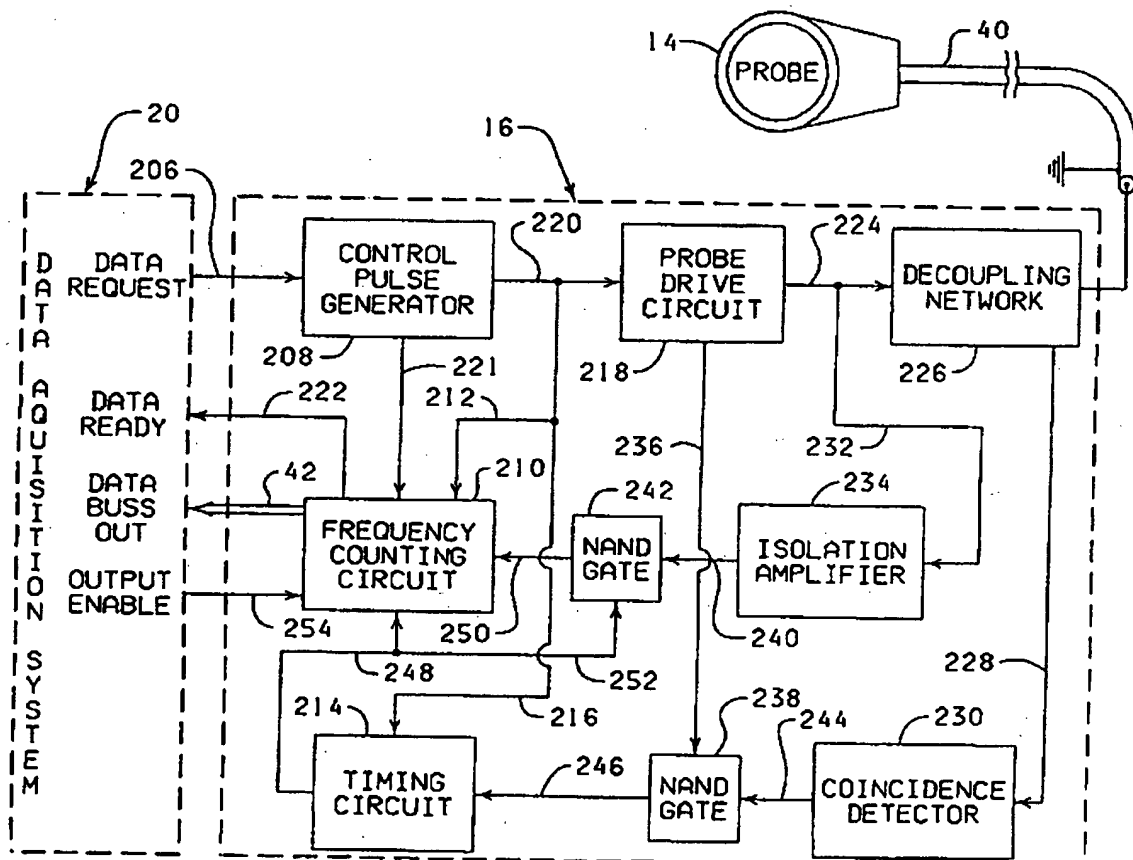 14
PROBE
40
20
206
16
220
224
DATA AQUISITION SYSTEM
DATA
REQUEST
CONTROL
PULSE
GENERATOR
PROBE
DRIVE
CIRCUIT
DECOUPLING
NETWORK
208
221
218
226
222
212
DATA
READY
236
232
42
210
242
234
DATA
BUSS
OUT
FREQUENCY
COUNTING
CIRCUIT
NAND
GATE
ISOLATION
AMPLIFIER
OUTPUT
ENABLE
254
250
240
248
252
228
214
216
238
230
TIMING
CIRCUIT
246
NAND
GATE
244
COINCIDENCE
DETECTOR